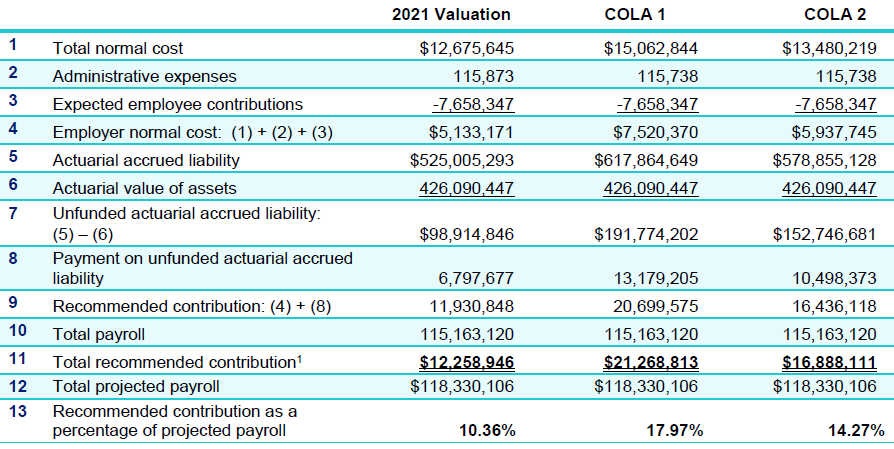 2021 Valuation COLA 1 COLA 2
1 Total normal cost $12,675,645 $15,062,844 $13,480,219
2 Administrative expenses 115,873 115,738 115,738
3 Expected employee contributions -7,658,347 -7,658,347 -7,658,347
4 Employer normal cost: (1) + (2) + (3) $5,133,171 $7,520,370 $5,937,745
5 Actuarial accrued liability $525,005,293 $617,864,649 $578,855,128
6 Actuarial value of assets 426,090,447 426,090,447 426,090,447
7 Unfunded actuarial accrued liability:
(5) – (6) $98,914,846 $191,774,202 $152,746,681
8 Payment on unfunded actuarial accrued
liability 6,797,677 13,179,205 10,498,373
9 Recommended contribution: (4) + (8) 11,930,848 20,699,575 16,436,118
10 Total payroll 115,163,120 115,163,120 115,163,120
11 Total recommended contribution¹ $12,258,946 $21,268,813 $16,888,111
12 Total projected payroll $118,330,106 $118,330,106 $118,330,106
13 Recommended contribution as a
percentage of projected payroll 10.36% 17.97% 14.27%